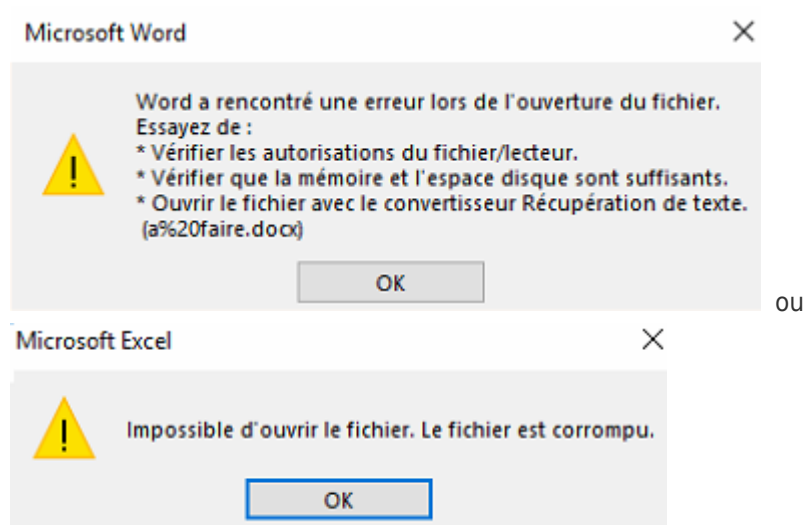 Microsoft Word
Word a rencontré une erreur lors de l'ouverture du fichier.
Essayez de :
* Vérifier les autorisations du fichier/lecteur.
* Vérifier que la mémoire et l'espace disque sont suffisants.
* Ouvrir le fichier avec le convertisseur Récupération de texte.
(a%20faire.docx)
OK
ou
Microsoft Excel
Impossible d'ouvrir le fichier. Le fichier est corrompu.
OK